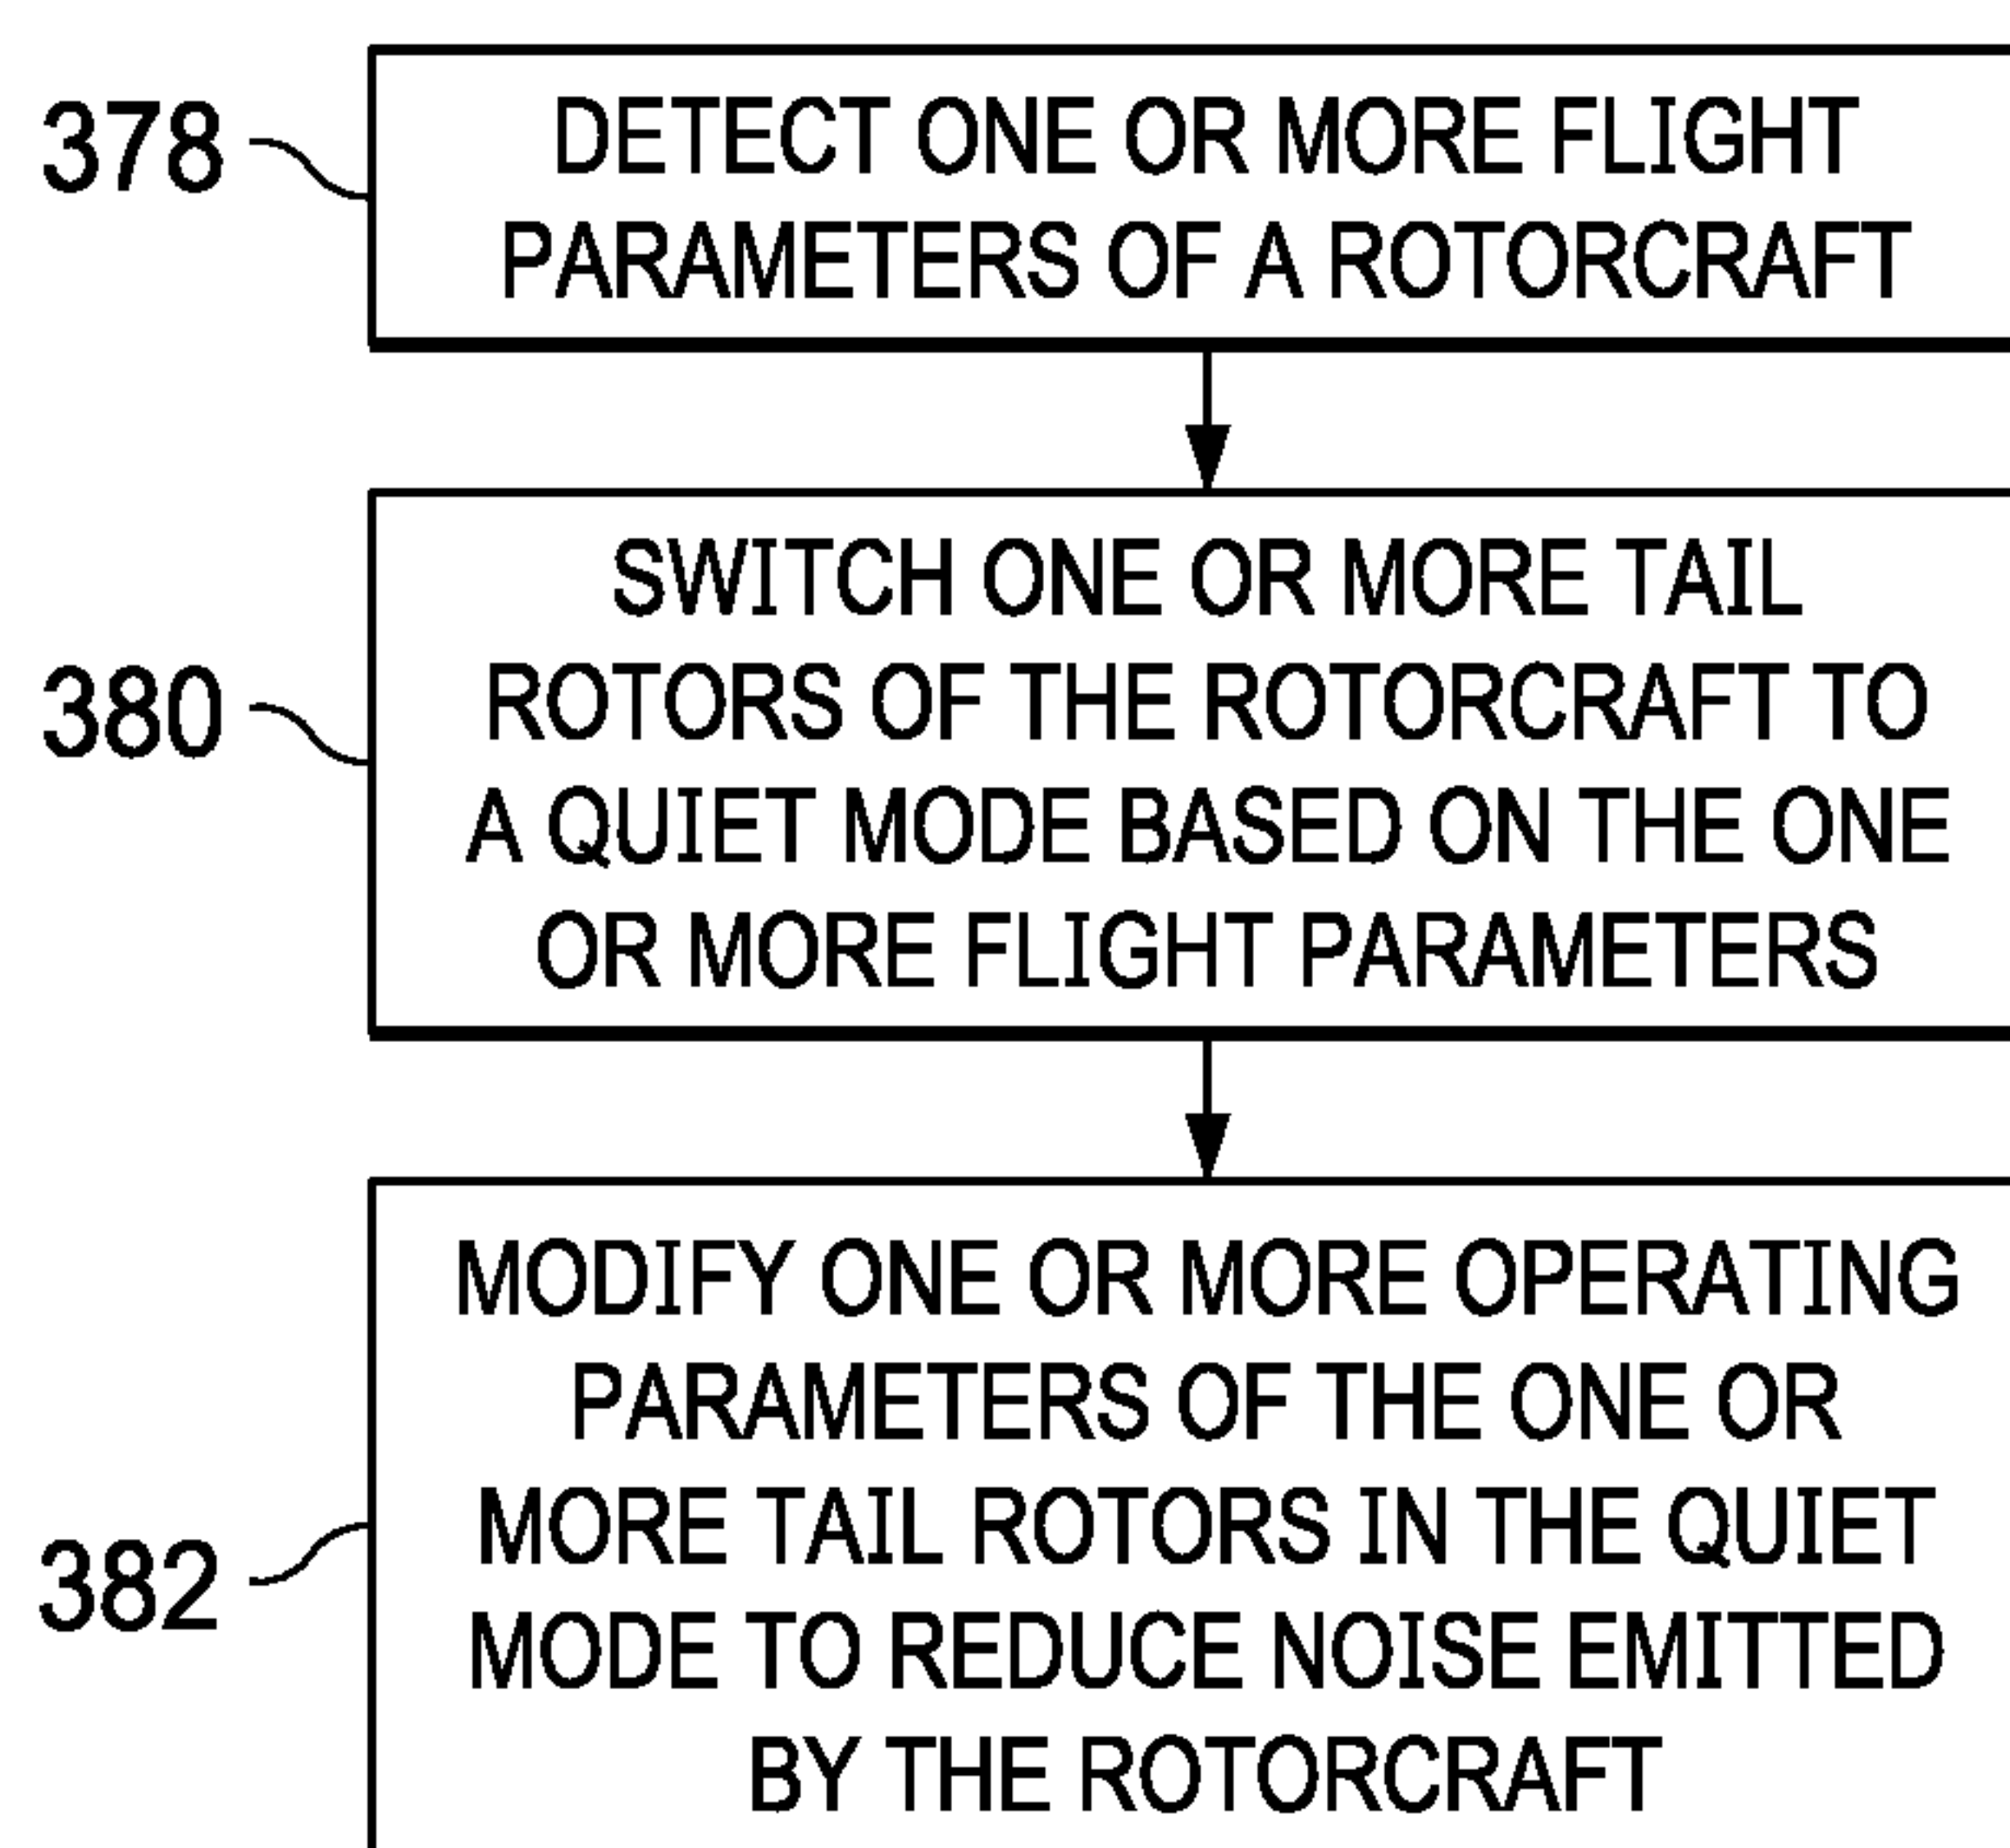 378
DETECT ONE OR MORE FLIGHT
PARAMETERS OF A ROTORCRAFT
380
SWITCH ONE OR MORE TAIL
ROTORS OF THE ROTORCRAFT TO
A QUIET MODE BASED ON THE ONE
OR MORE FLIGHT PARAMETERS
382
MODIFY ONE OR MORE OPERATING
PARAMETERS OF THE ONE OR
MORE TAIL ROTORS IN THE QUIET
MODE TO REDUCE NOISE EMITTED
BY THE ROTORCRAFT